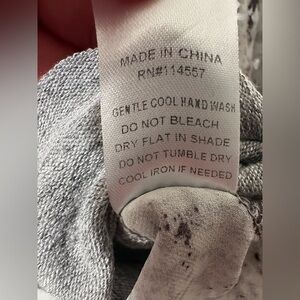 MADE IN CHINA
RN#114557
GENTLE COOL HAND WASH
DO NOT BLEACH
DRY FLAT IN SHADE
DO NOT TUMBLE DRY
COOL IRON IF NEEDED